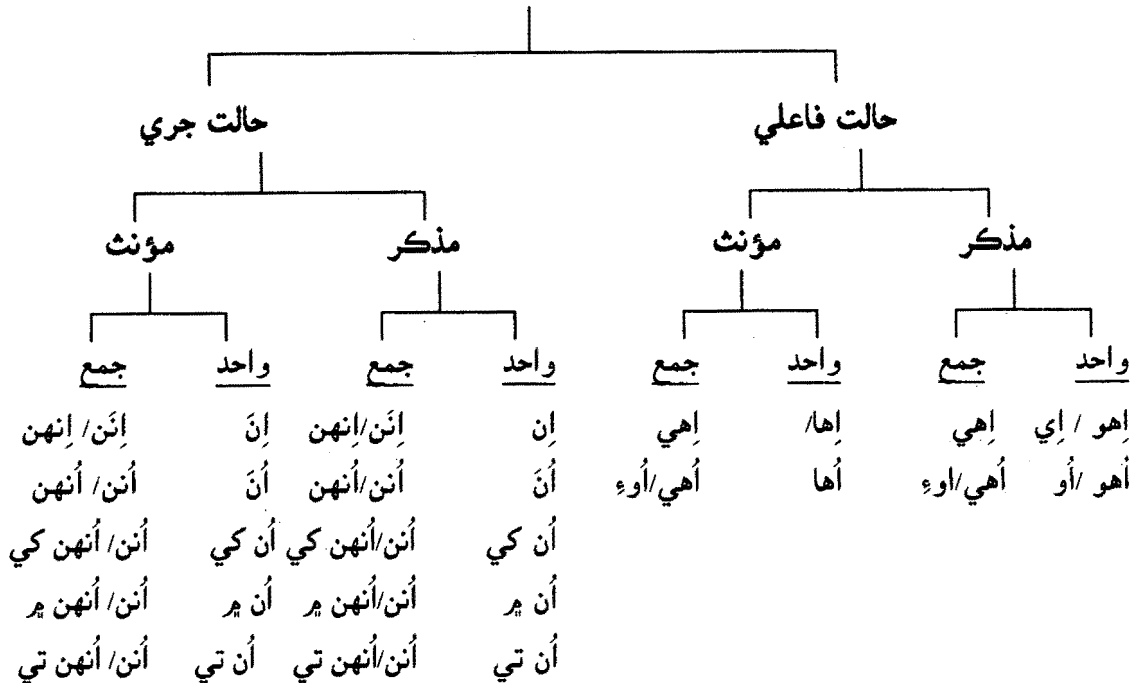 حالت فاعلي حالت جري
مذڪر مؤنث مذڪر مؤنث
واحد جمع واحد جمع واحد جمع واحد جمع
اِهو / اِي اِهي اِها/ اِهي اِن اِنَن/اِنهن اِنَ اِنَن/ اِنهن
اُهو /اُو اُهي/اوءِ اُها اُهي/اُوءِ اُنَ اُنن/اُنهن اُنَ اُنن/ اُنهن
اُن کي اُنن/اُنهن کي اُن کي اُنن/ اُنهن کي
اُن ۾ اُنن/اُنهن ۾ اُن ۾ اُنن/ اُنهن ۾
اُن تي اُنن/اُنهن تي اُن تي اُنن/ اُنهن تي